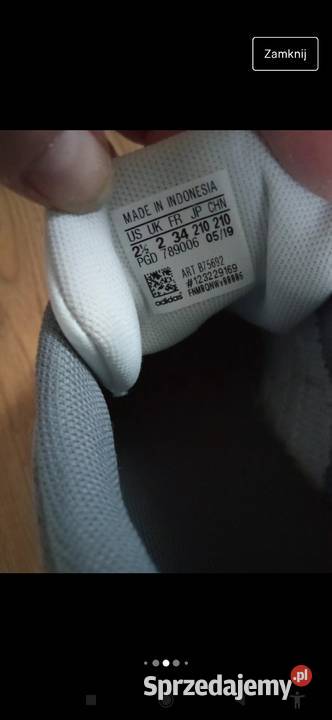 Zamknij
MADE IN INDONESIA
US UK FR JP CHN
2½ 2 34 210 210
PGD 789006 05/19
ART B75692
#123229169
adidas
Sprzedajemy.pl